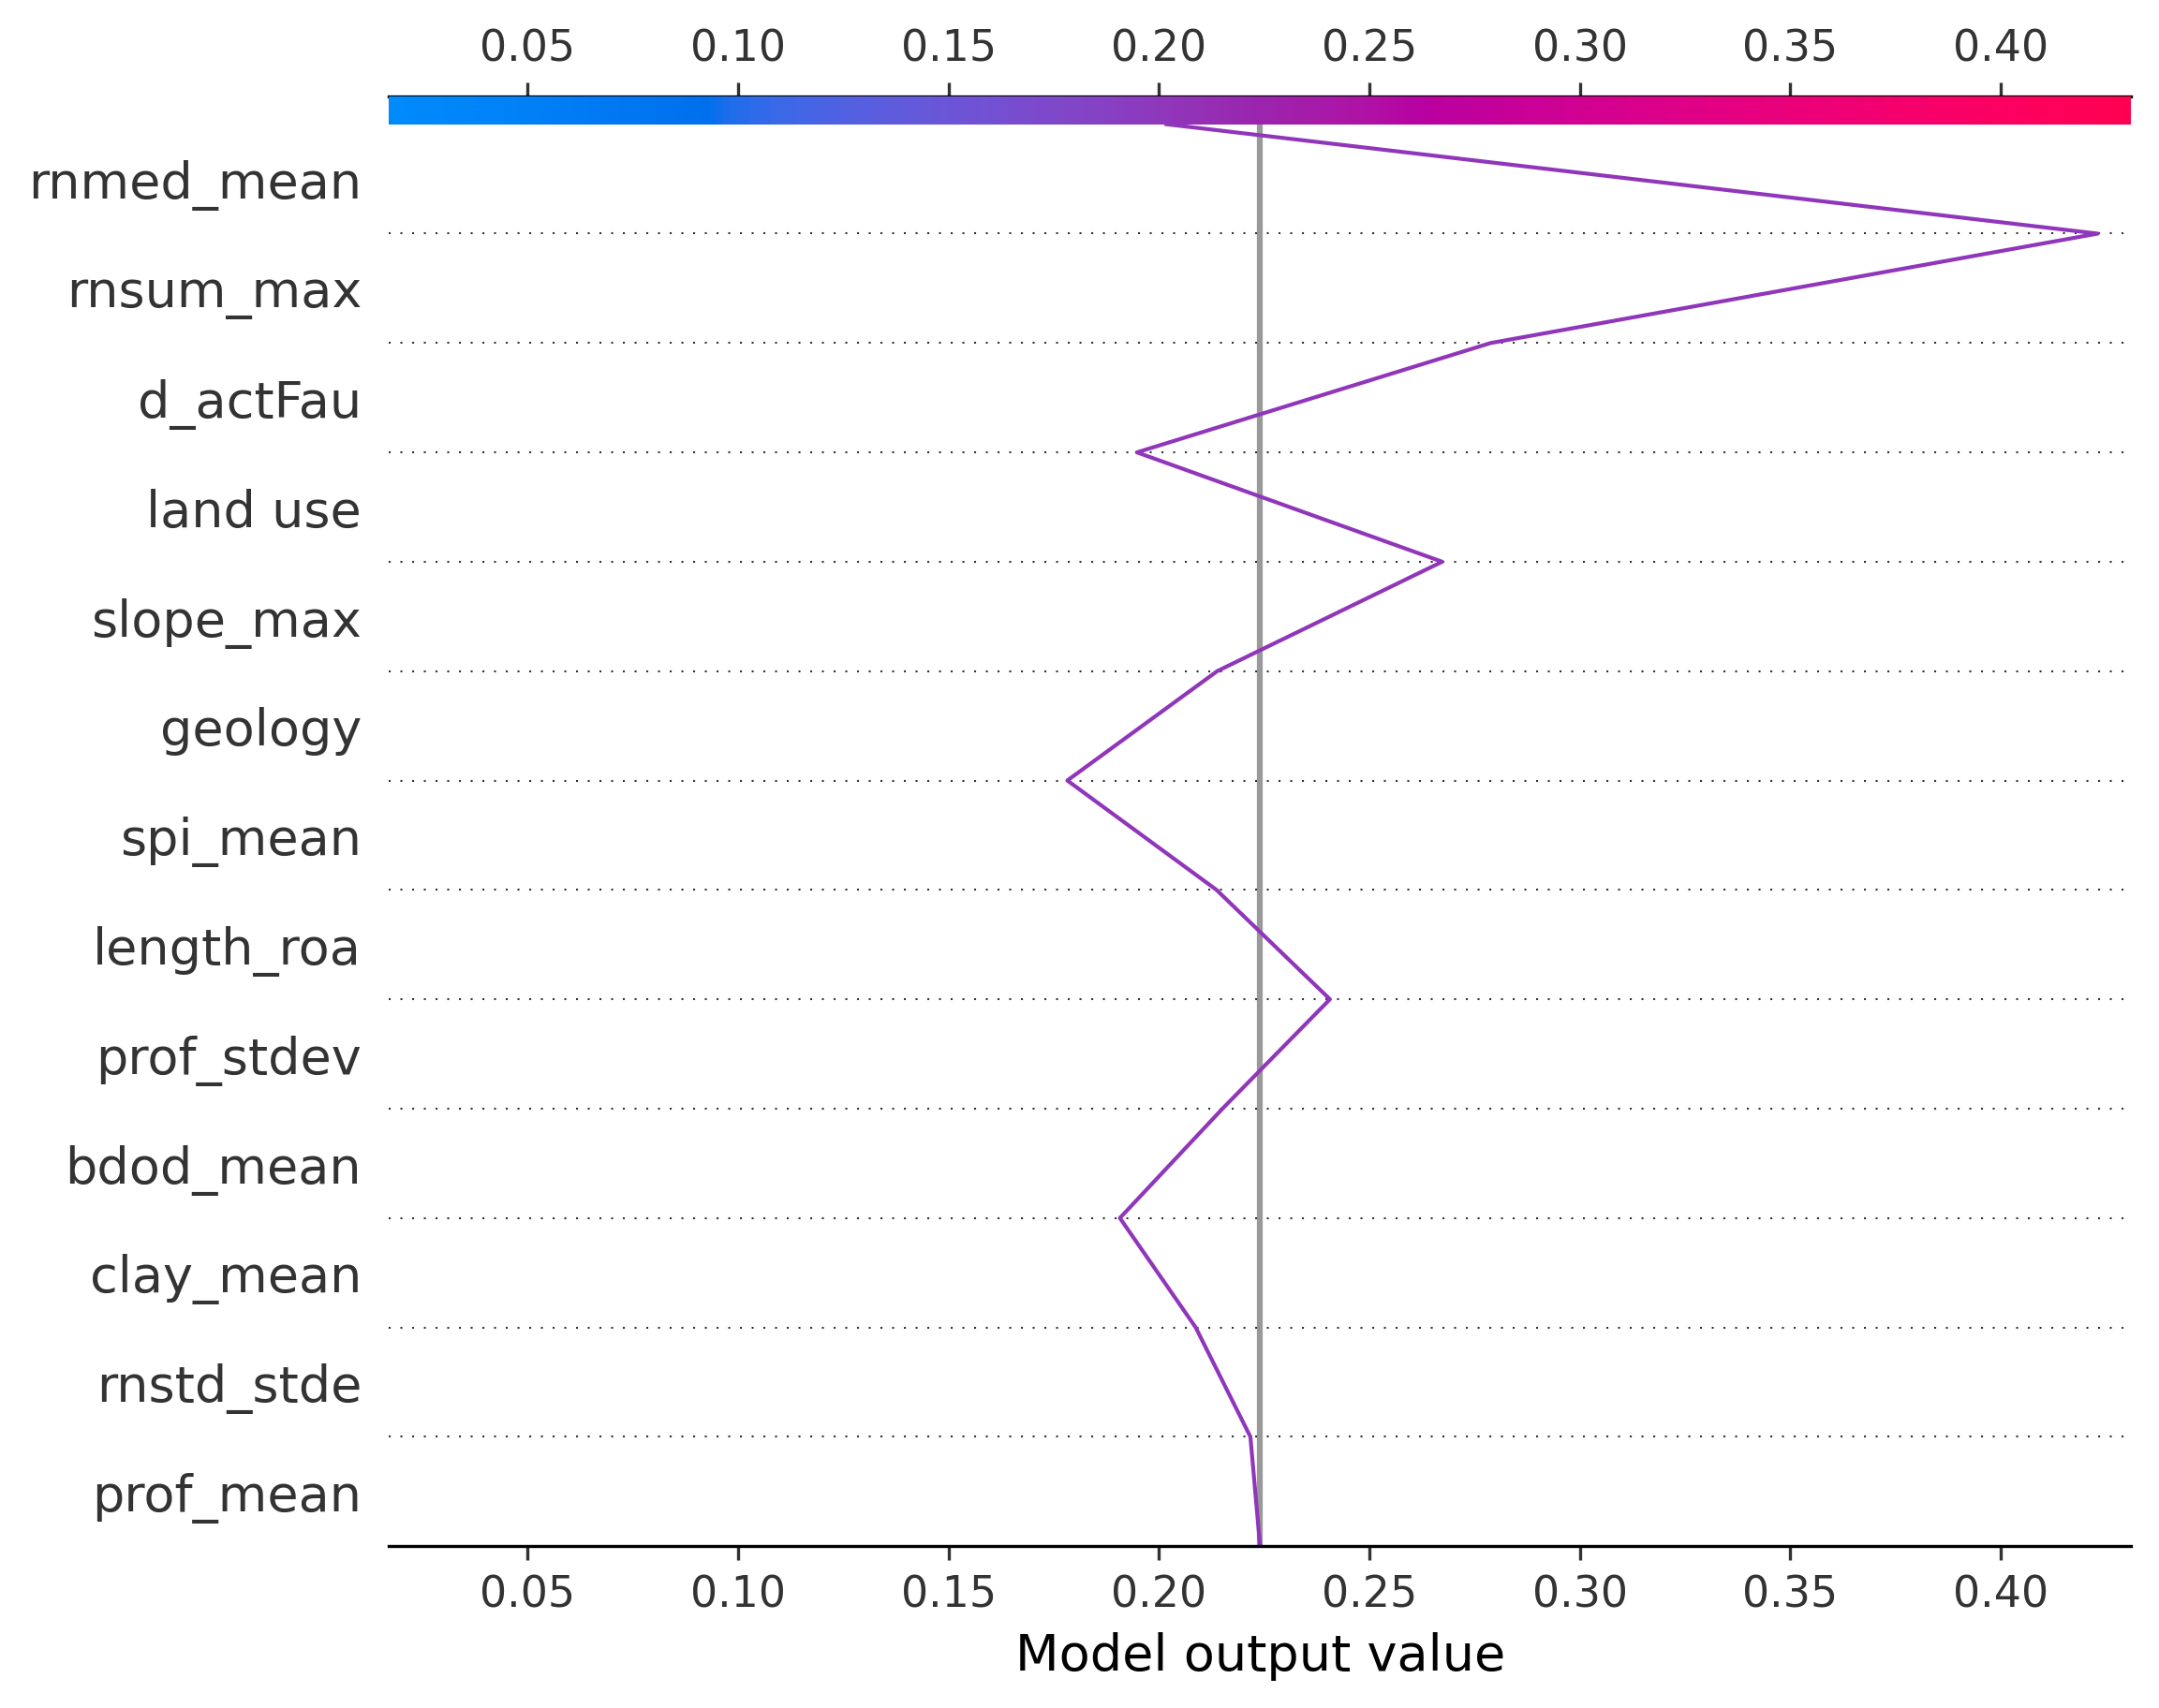 0.05 0.10 0.15 0.20 0.25 0.30 0.35 0.40
rnmed_mean
rnsum_max
d_actFau
land use
slope_max
geology
spi_mean
length_roa
prof_stdev
bdod_mean
clay_mean
rnstd_stde
prof_mean
0.05 0.10 0.15 0.20 0.25 0.30 0.35 0.40
Model output value